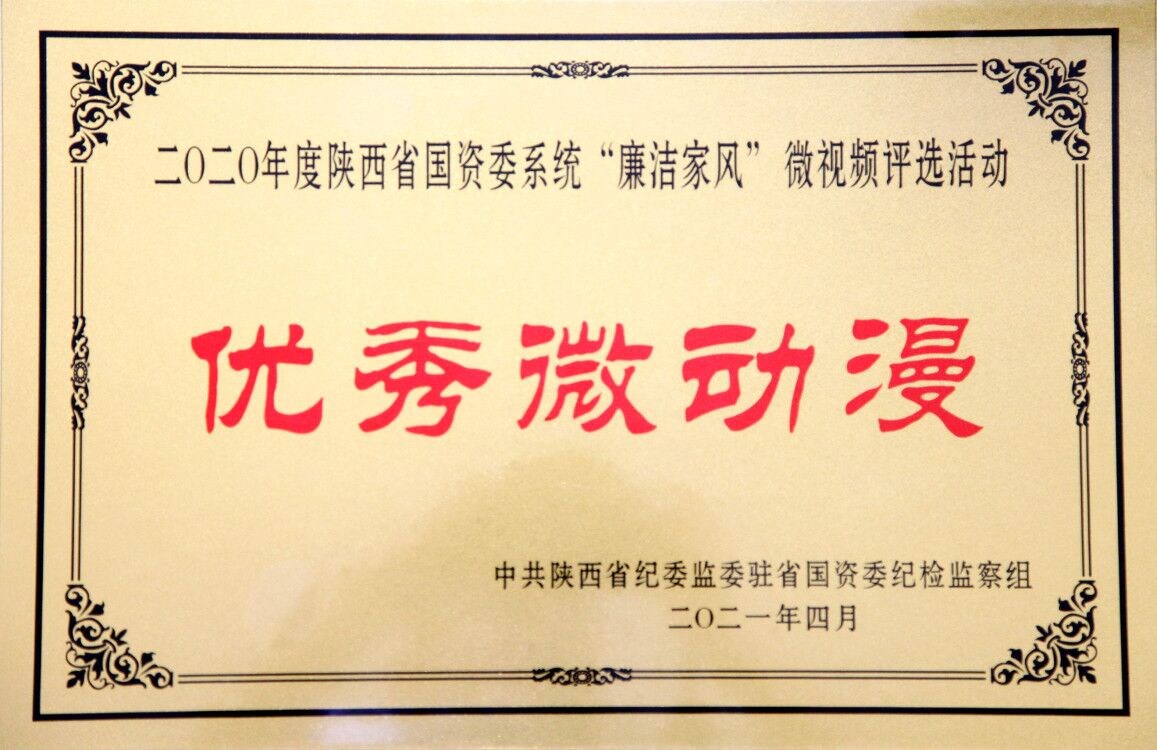 二〇二〇年度陕西省国资委系统“廉洁家风”微视频评选活动
优秀微动漫
中共陕西省纪委监委驻省国资委纪检监察组
二〇二一年四月